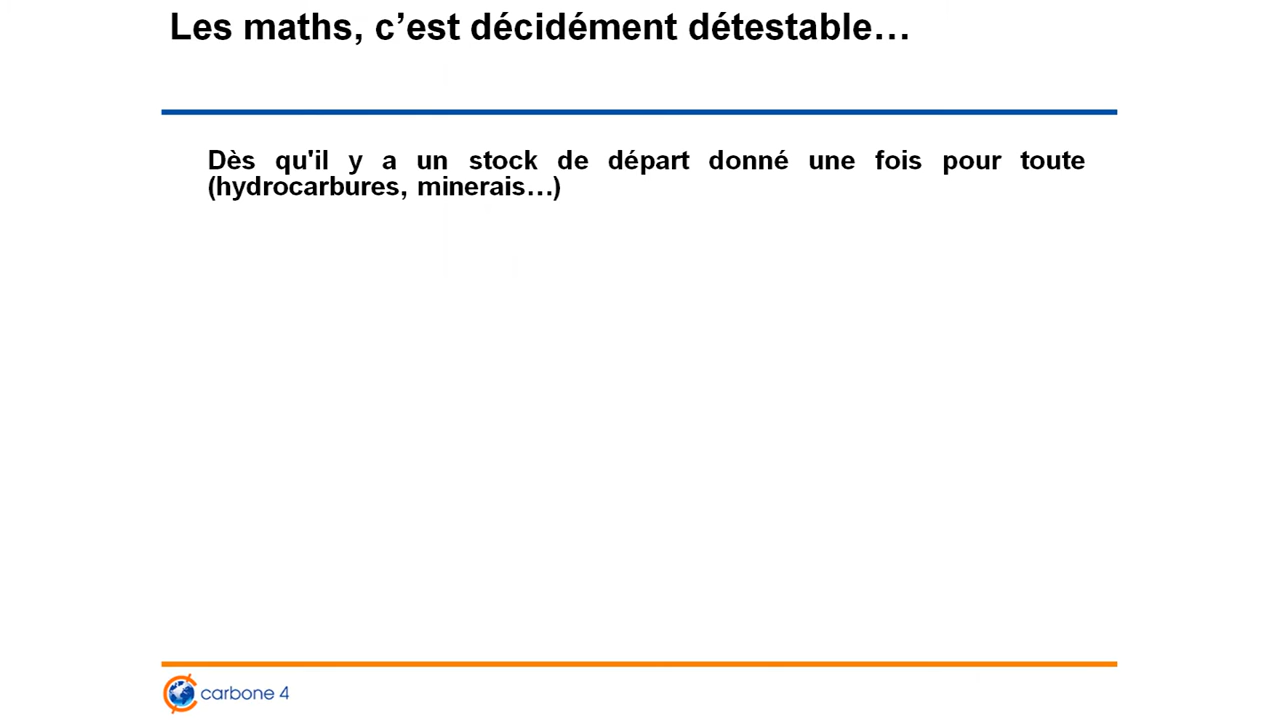 Les maths, c’est décidément détestable…
Dès qu'il y a un stock de départ donné une fois pour toute
(hydrocarbures, minerais…)
carbone 4